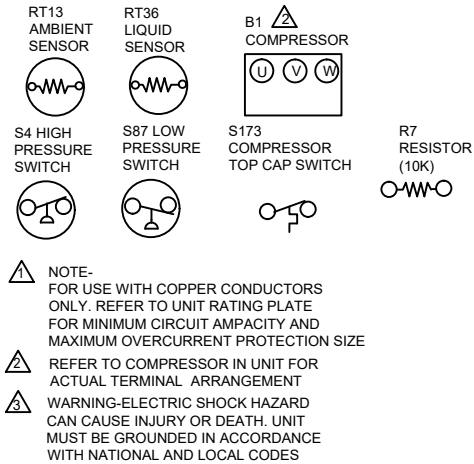 RT13
AMBIENT
SENSOR
RT36
LIQUID
SENSOR
B1 2
COMPRESSOR
U V W
S4 HIGH
PRESSURE
SWITCH
S87 LOW
PRESSURE
SWITCH
S173
COMPRESSOR
TOP CAP SWITCH
R7
RESISTOR
(10K)
1 NOTE-
FOR USE WITH COPPER CONDUCTORS
ONLY. REFER TO UNIT RATING PLATE
FOR MINIMUM CIRCUIT AMPACITY AND
MAXIMUM OVERCURRENT PROTECTION SIZE
2 REFER TO COMPRESSOR IN UNIT FOR
ACTUAL TERMINAL ARRANGEMENT
3 WARNING-ELECTRIC SHOCK HAZARD
CAN CAUSE INJURY OR DEATH. UNIT
MUST BE GROUNDED IN ACCORDANCE
WITH NATIONAL AND LOCAL CODES